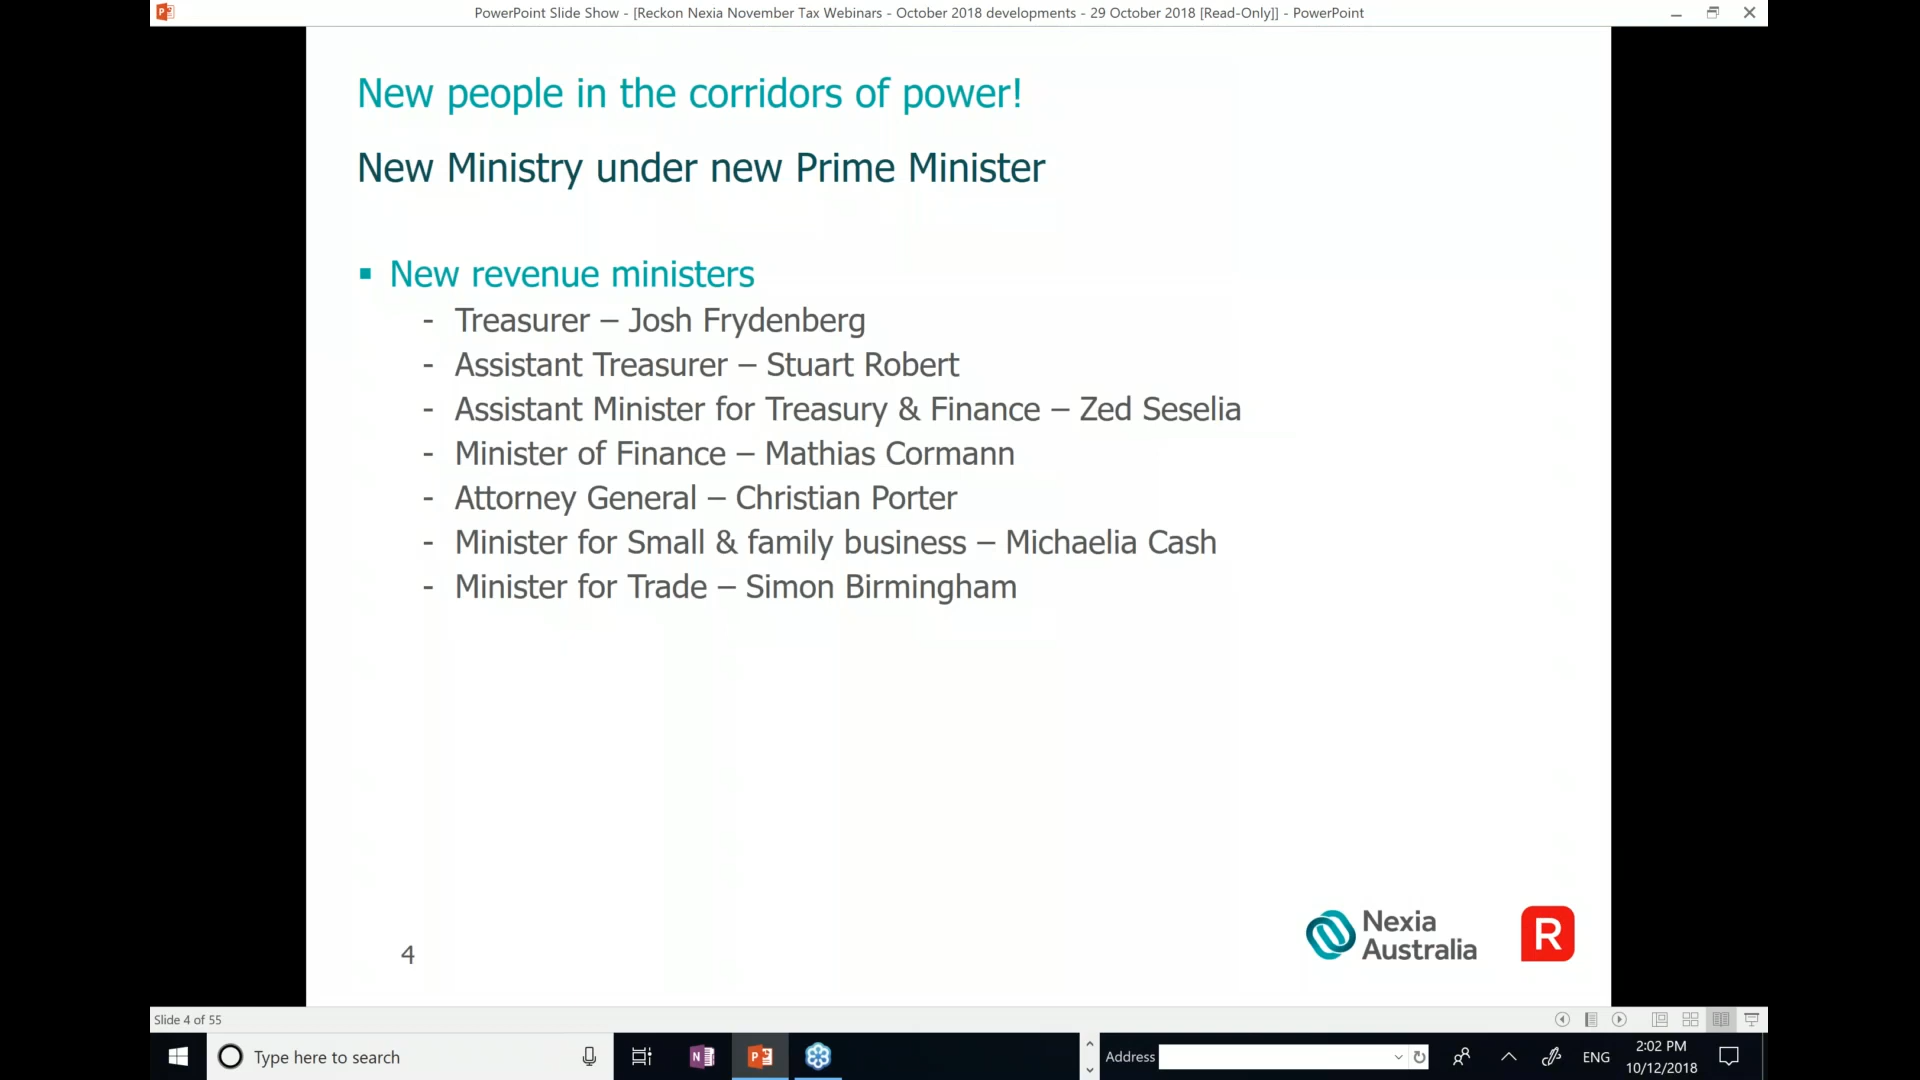 PowerPoint Slide Show - [Reckon Nexia November Tax Webinars - October 2018 developments - 29 October 2018 [Read-Only]] - PowerPoint
New people in the corridors of power!
New Ministry under new Prime Minister
▪ New revenue ministers
- Treasurer – Josh Frydenberg
- Assistant Treasurer – Stuart Robert
- Assistant Minister for Treasury & Finance – Zed Seselia
- Minister of Finance – Mathias Cormann
- Attorney General – Christian Porter
- Minister for Small & family business – Michaelia Cash
- Minister for Trade – Simon Birmingham
Nexia
Australia
R
4
Slide 4 of 55
Type here to search
Address
ENG
2:02 PM
10/12/2018